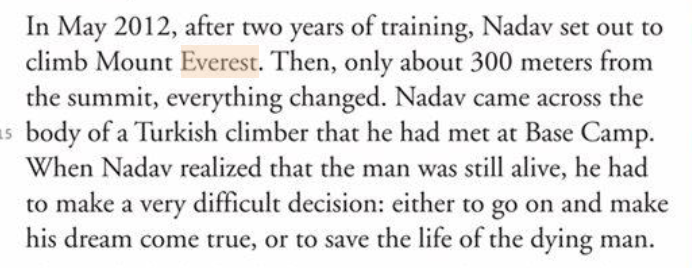 In May 2012, after two years of training, Nadav set out to
climb Mount Everest. Then, only about 300 meters from
the summit, everything changed. Nadav came across the
15 body of a Turkish climber that he had met at Base Camp.
When Nadav realized that the man was still alive, he had
to make a very difficult decision: either to go on and make
his dream come true, or to save the life of the dying man.